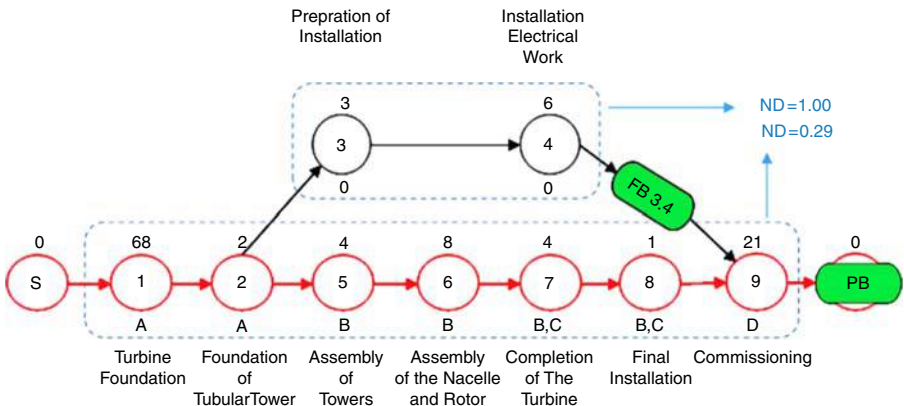 Prepration of
Installation
Installation
Electrical
Work
3
6
3
4
0
0
ND=1.00
ND=0.29
FB 3.4
0
68
2
4
8
4
1
21
0
S
1
2
5
6
7
8
9
PB
A
A
B
B
B,C
B,C
D
Turbine
Foundation
Foundation
of
TubularTower
Assembly
of
Towers
Assembly
of the Nacelle
and Rotor
Completion
of The
Turbine
Final
Installation
Commissioning